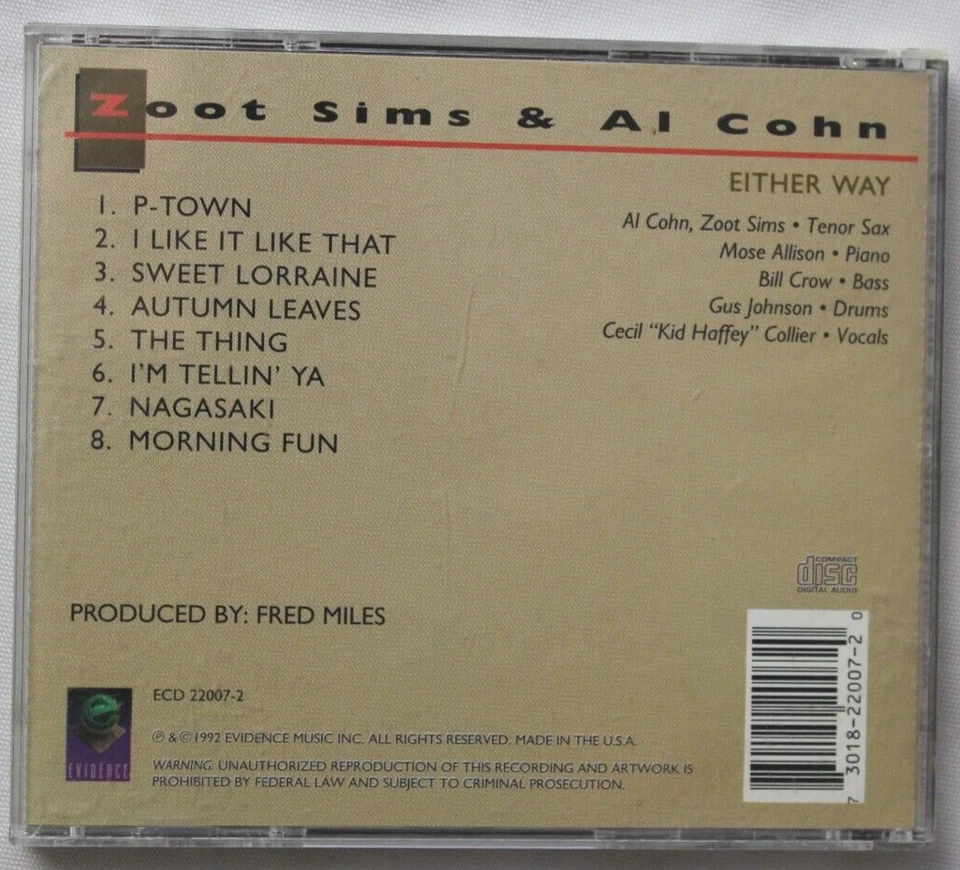 Zoot Sims & Al Cohn
EITHER WAY
Al Cohn, Zoot Sims • Tenor Sax
Mose Allison • Piano
Bill Crow • Bass
Gus Johnson • Drums
Cecil “Kid Haffey” Collier • Vocals
1. P-TOWN
2. I LIKE IT LIKE THAT
3. SWEET LORRAINE
4. AUTUMN LEAVES
5. THE THING
6. I'M TELLIN' YA
7. NAGASAKI
8. MORNING FUN
COMPACT
disc
DIGITAL AUDIO
PRODUCED BY: FRED MILES
7 3018-22007-2 0
e
EVIDENCE
ECD 22007-2
℗ & © 1992 EVIDENCE MUSIC INC. ALL RIGHTS RESERVED. MADE IN THE U.S.A.
WARNING: UNAUTHORIZED REPRODUCTION OF THIS RECORDING AND ARTWORK IS
PROHIBITED BY FEDERAL LAW AND SUBJECT TO CRIMINAL PROSECUTION.